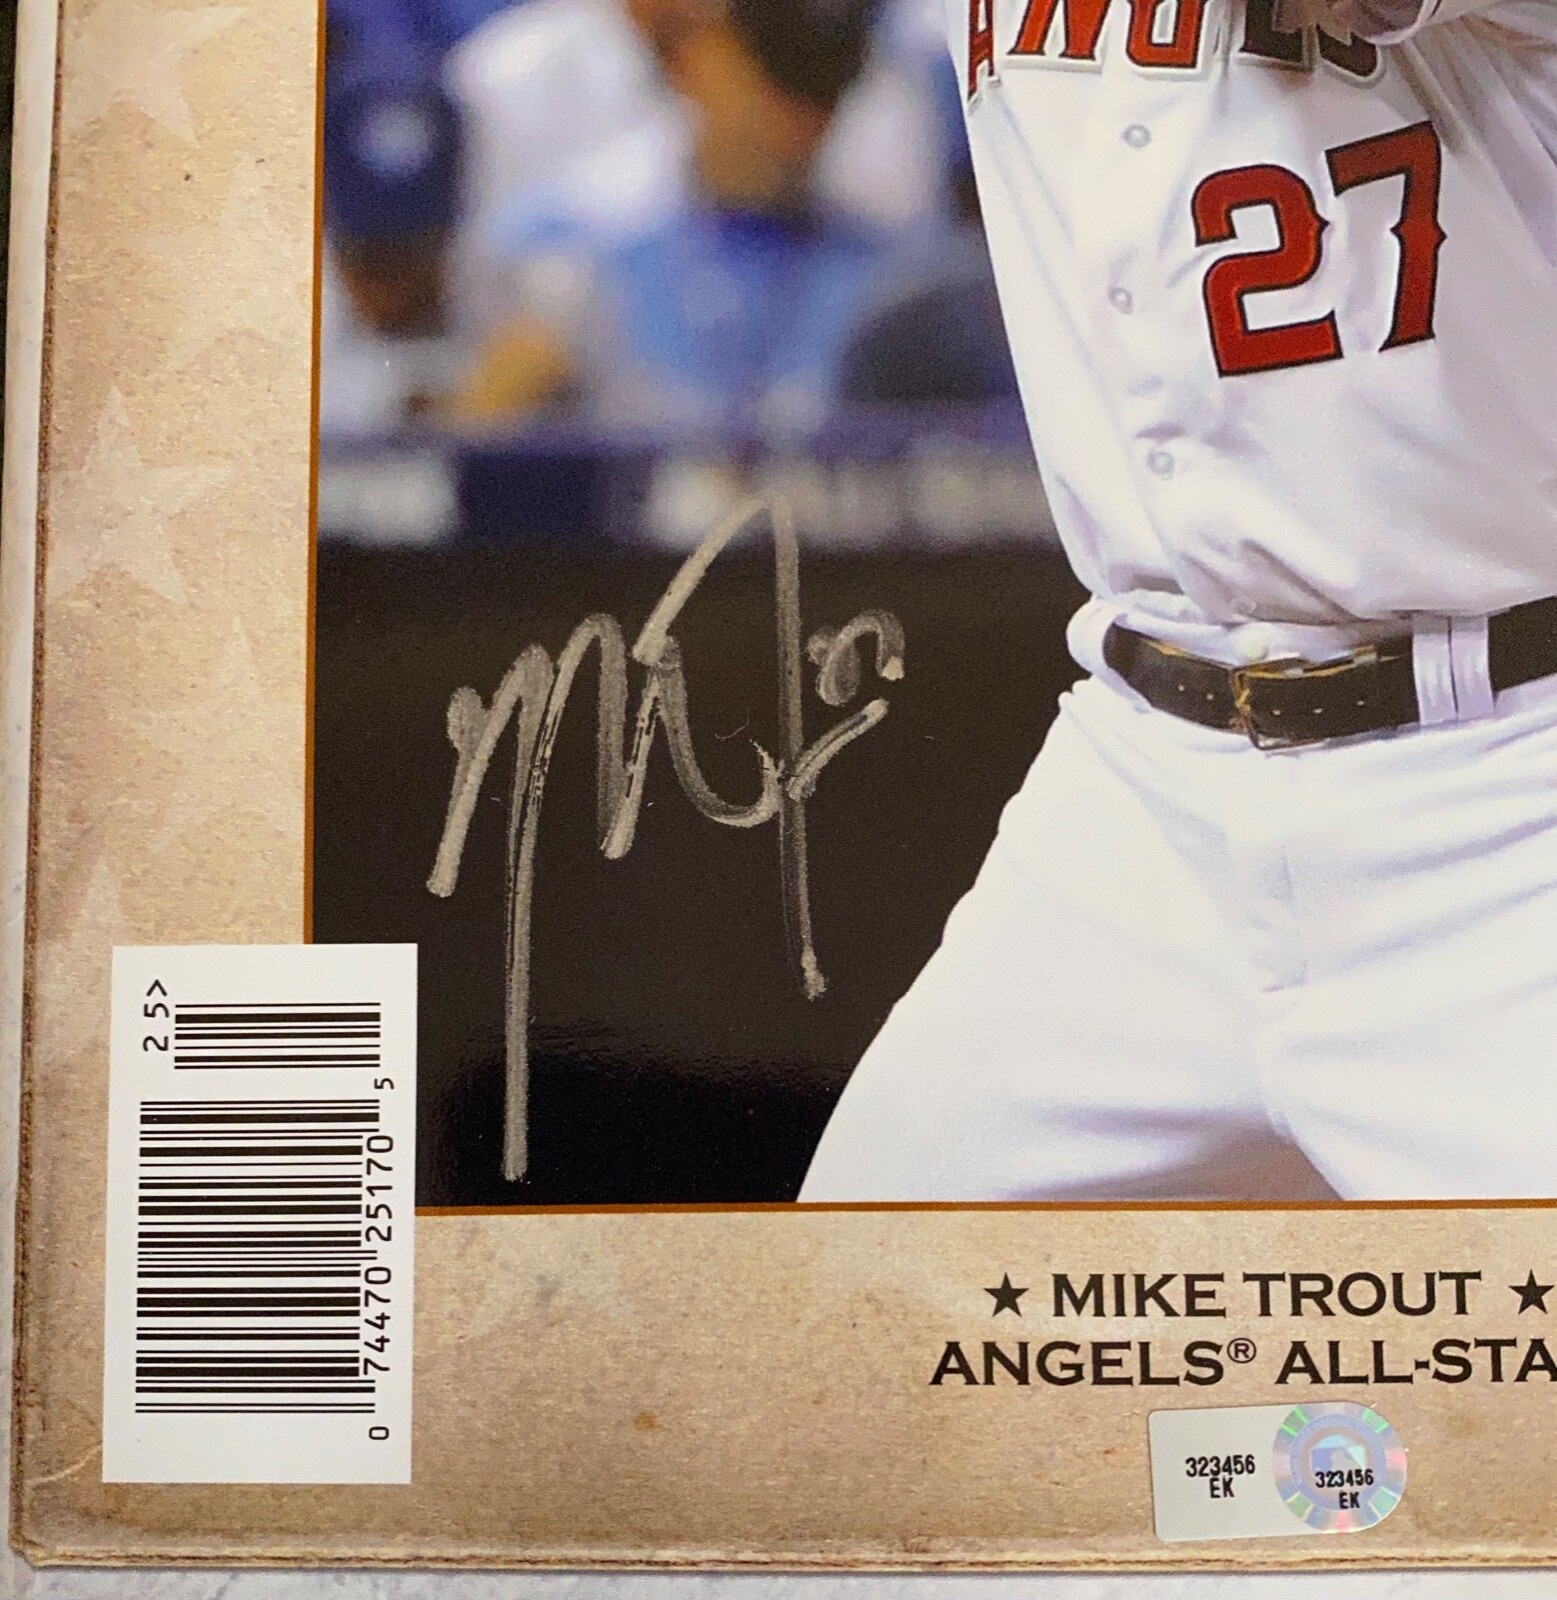 ANGELS
27
★ MIKE TROUT ★
ANGELS® ALL-STA
25>
0 74470 25170 5
323456
EK
323456
EK